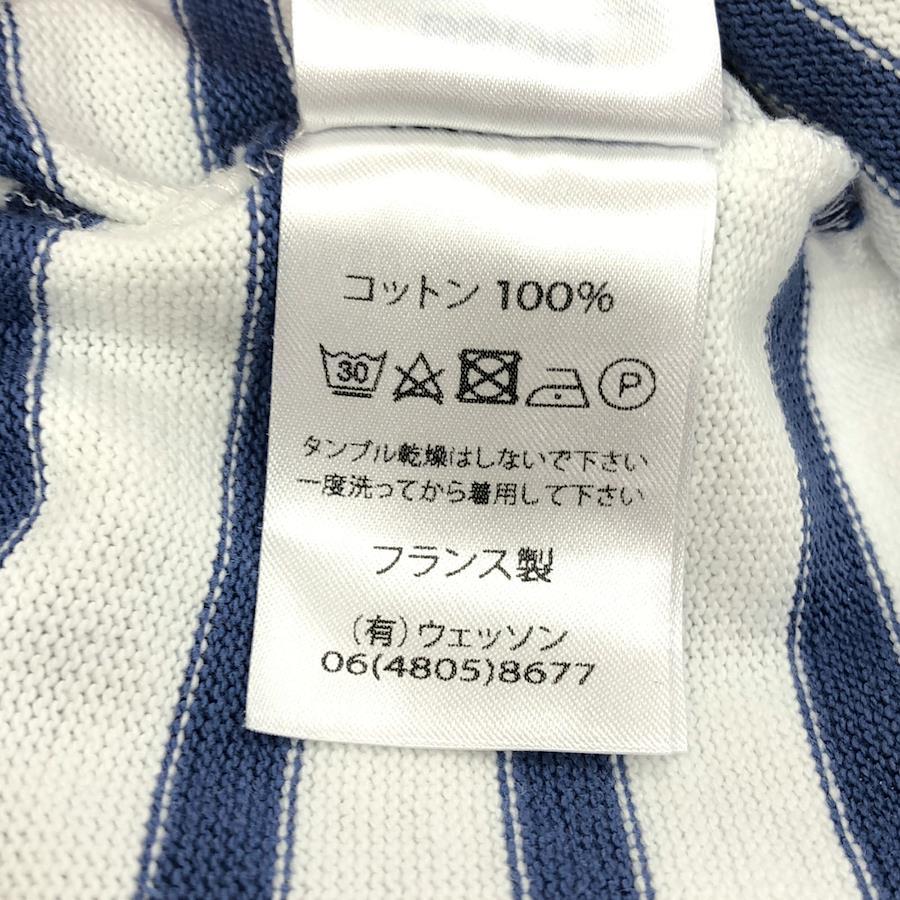 コットン 100%
30 P
タンブル乾燥はしないで下さい
一度洗ってから着用して下さい
フランス製
(有)ウェッソン
06(4805)8677